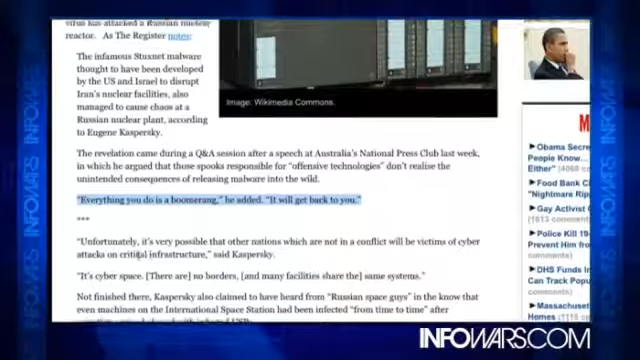 virus has attacked a Russian nuclear
reactor. As The Register notes:
The infamous Stuxnet malware
thought to have been developed
by the US and Israel to disrupt
Iran's nuclear facilities, also
managed to cause chaos at a
Russian nuclear plant, according
to Eugene Kaspersky.
Image: Wikimedia Commons.
The revelation came during a Q&A session after a speech at Australia's National Press Club last week,
in which he argued that those spooks responsible for "offensive technologies" don't realise the
unintended consequences of releasing malware into the wild.
"Everything you do is a boomerang," he added. "It will get back to you."
***
"Unfortunately, it's very possible that other nations which are not in a conflict will be victims of cyber
attacks on critical infrastructure," said Kaspersky.
"It's cyber space. [There are] no borders, [and many facilities share the] same systems."
Not finished there, Kaspersky also claimed to have heard from "Russian space guys" in the know that
even machines on the International Space Station had been infected "from time to time" after
M
Obama Secre
People Know...
Either" (4068 co
Food Bank C
"Nightmare Do
Gay Activist
(1613 comment
Police Kill 19-
Prevent Him fro
comments)
DHS Funds In
Can Track Popu
comments)
Massachuset
Homes
INFOWARS
INFOWARS
INFOWARS
INFOWARS.COM